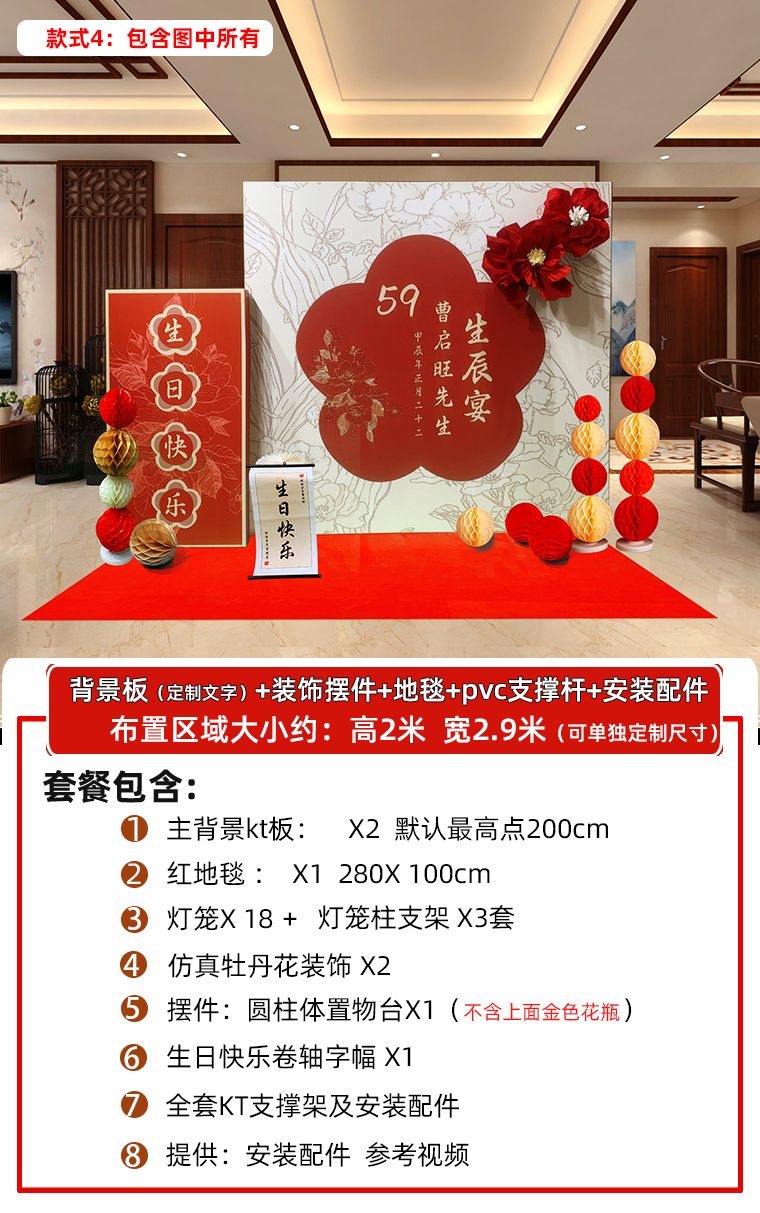 款式4：包含图中所有
59
生辰宴
曹启旺先生
甲辰年正月二十二
生日快乐
生日快乐
背景板（定制文字）+装饰摆件+地毯+pvc支撑杆+安装配件
布置区域大小约：高2米 宽2.9米（可单独定制尺寸）
套餐包含：
1 主背景kt板： X2 默认最高点200cm
2 红地毯： X1 280X 100cm
3 灯笼X 18 + 灯笼柱支架 X3套
4 仿真牡丹花装饰 X2
5 摆件：圆柱体置物台X1（不含上面金色花瓶）
6 生日快乐卷轴字幅 X1
7 全套KT支撑架及安装配件
8 提供：安装配件 参考视频